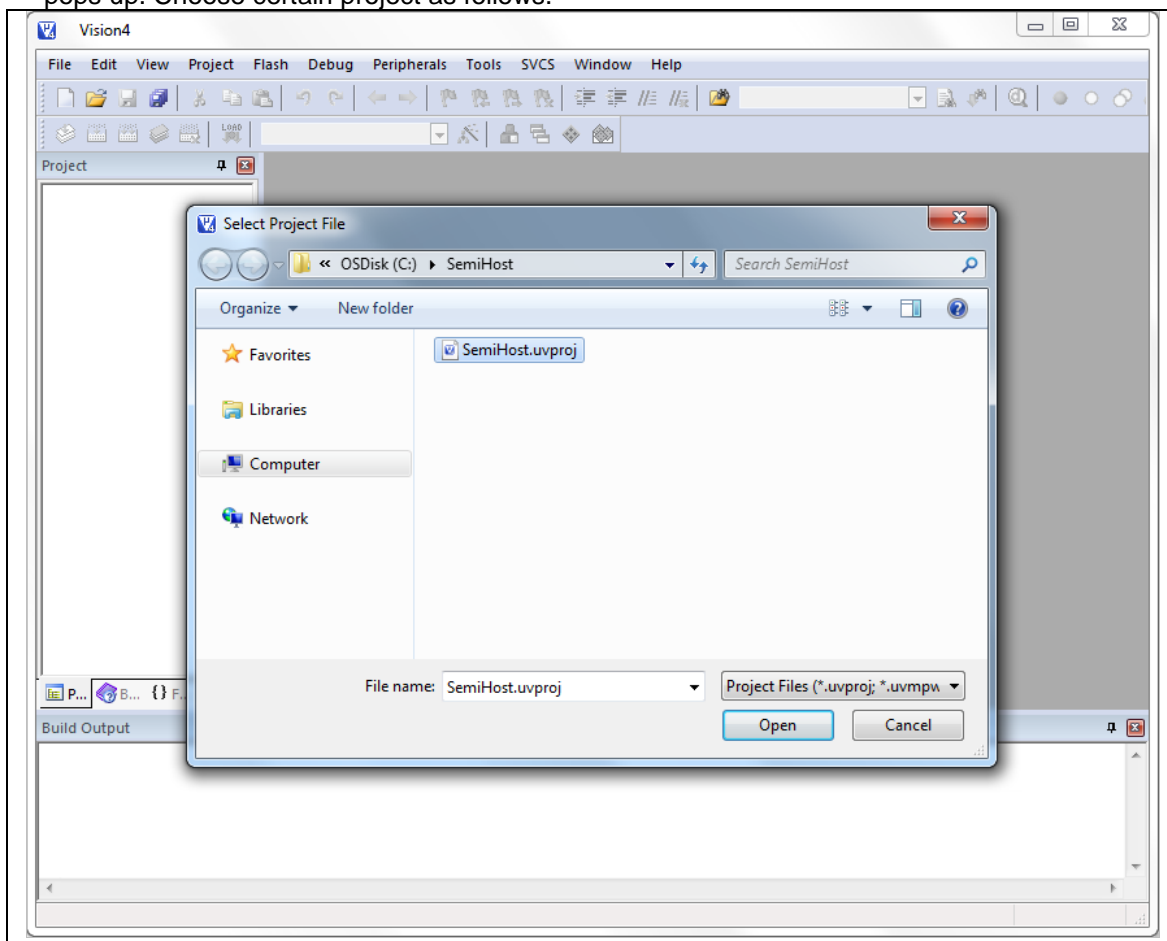 pops up. Choose certain project as follows.
Vision4
File Edit View Project Flash Debug Peripherals Tools SVCS Window Help
LOAD
Project
Select Project File
« OSDisk (C:) SemiHost
Search SemiHost
Organize New folder
Favorites
SemiHost.uvproj
Libraries
Computer
Network
File name: SemiHost.uvproj
Project Files (*.uvproj; *.uvmpw
Open Cancel
P... B... {} F...
Build Output